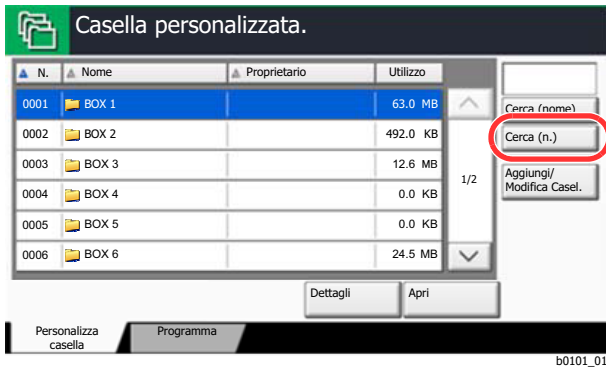 Casella personalizzata.
N. Nome Proprietario Utilizzo
0001 BOX 1 63.0 MB
Cerca (nome)
0002 BOX 2 492.0 KB
Cerca (n.)
0003 BOX 3 12.6 MB
1/2
Aggiungi/
Modifica Casel.
0004 BOX 4 0.0 KB
0005 BOX 5 0.0 KB
0006 BOX 6 24.5 MB
Dettagli Apri
Personalizza
casella
Programma
b0101_01